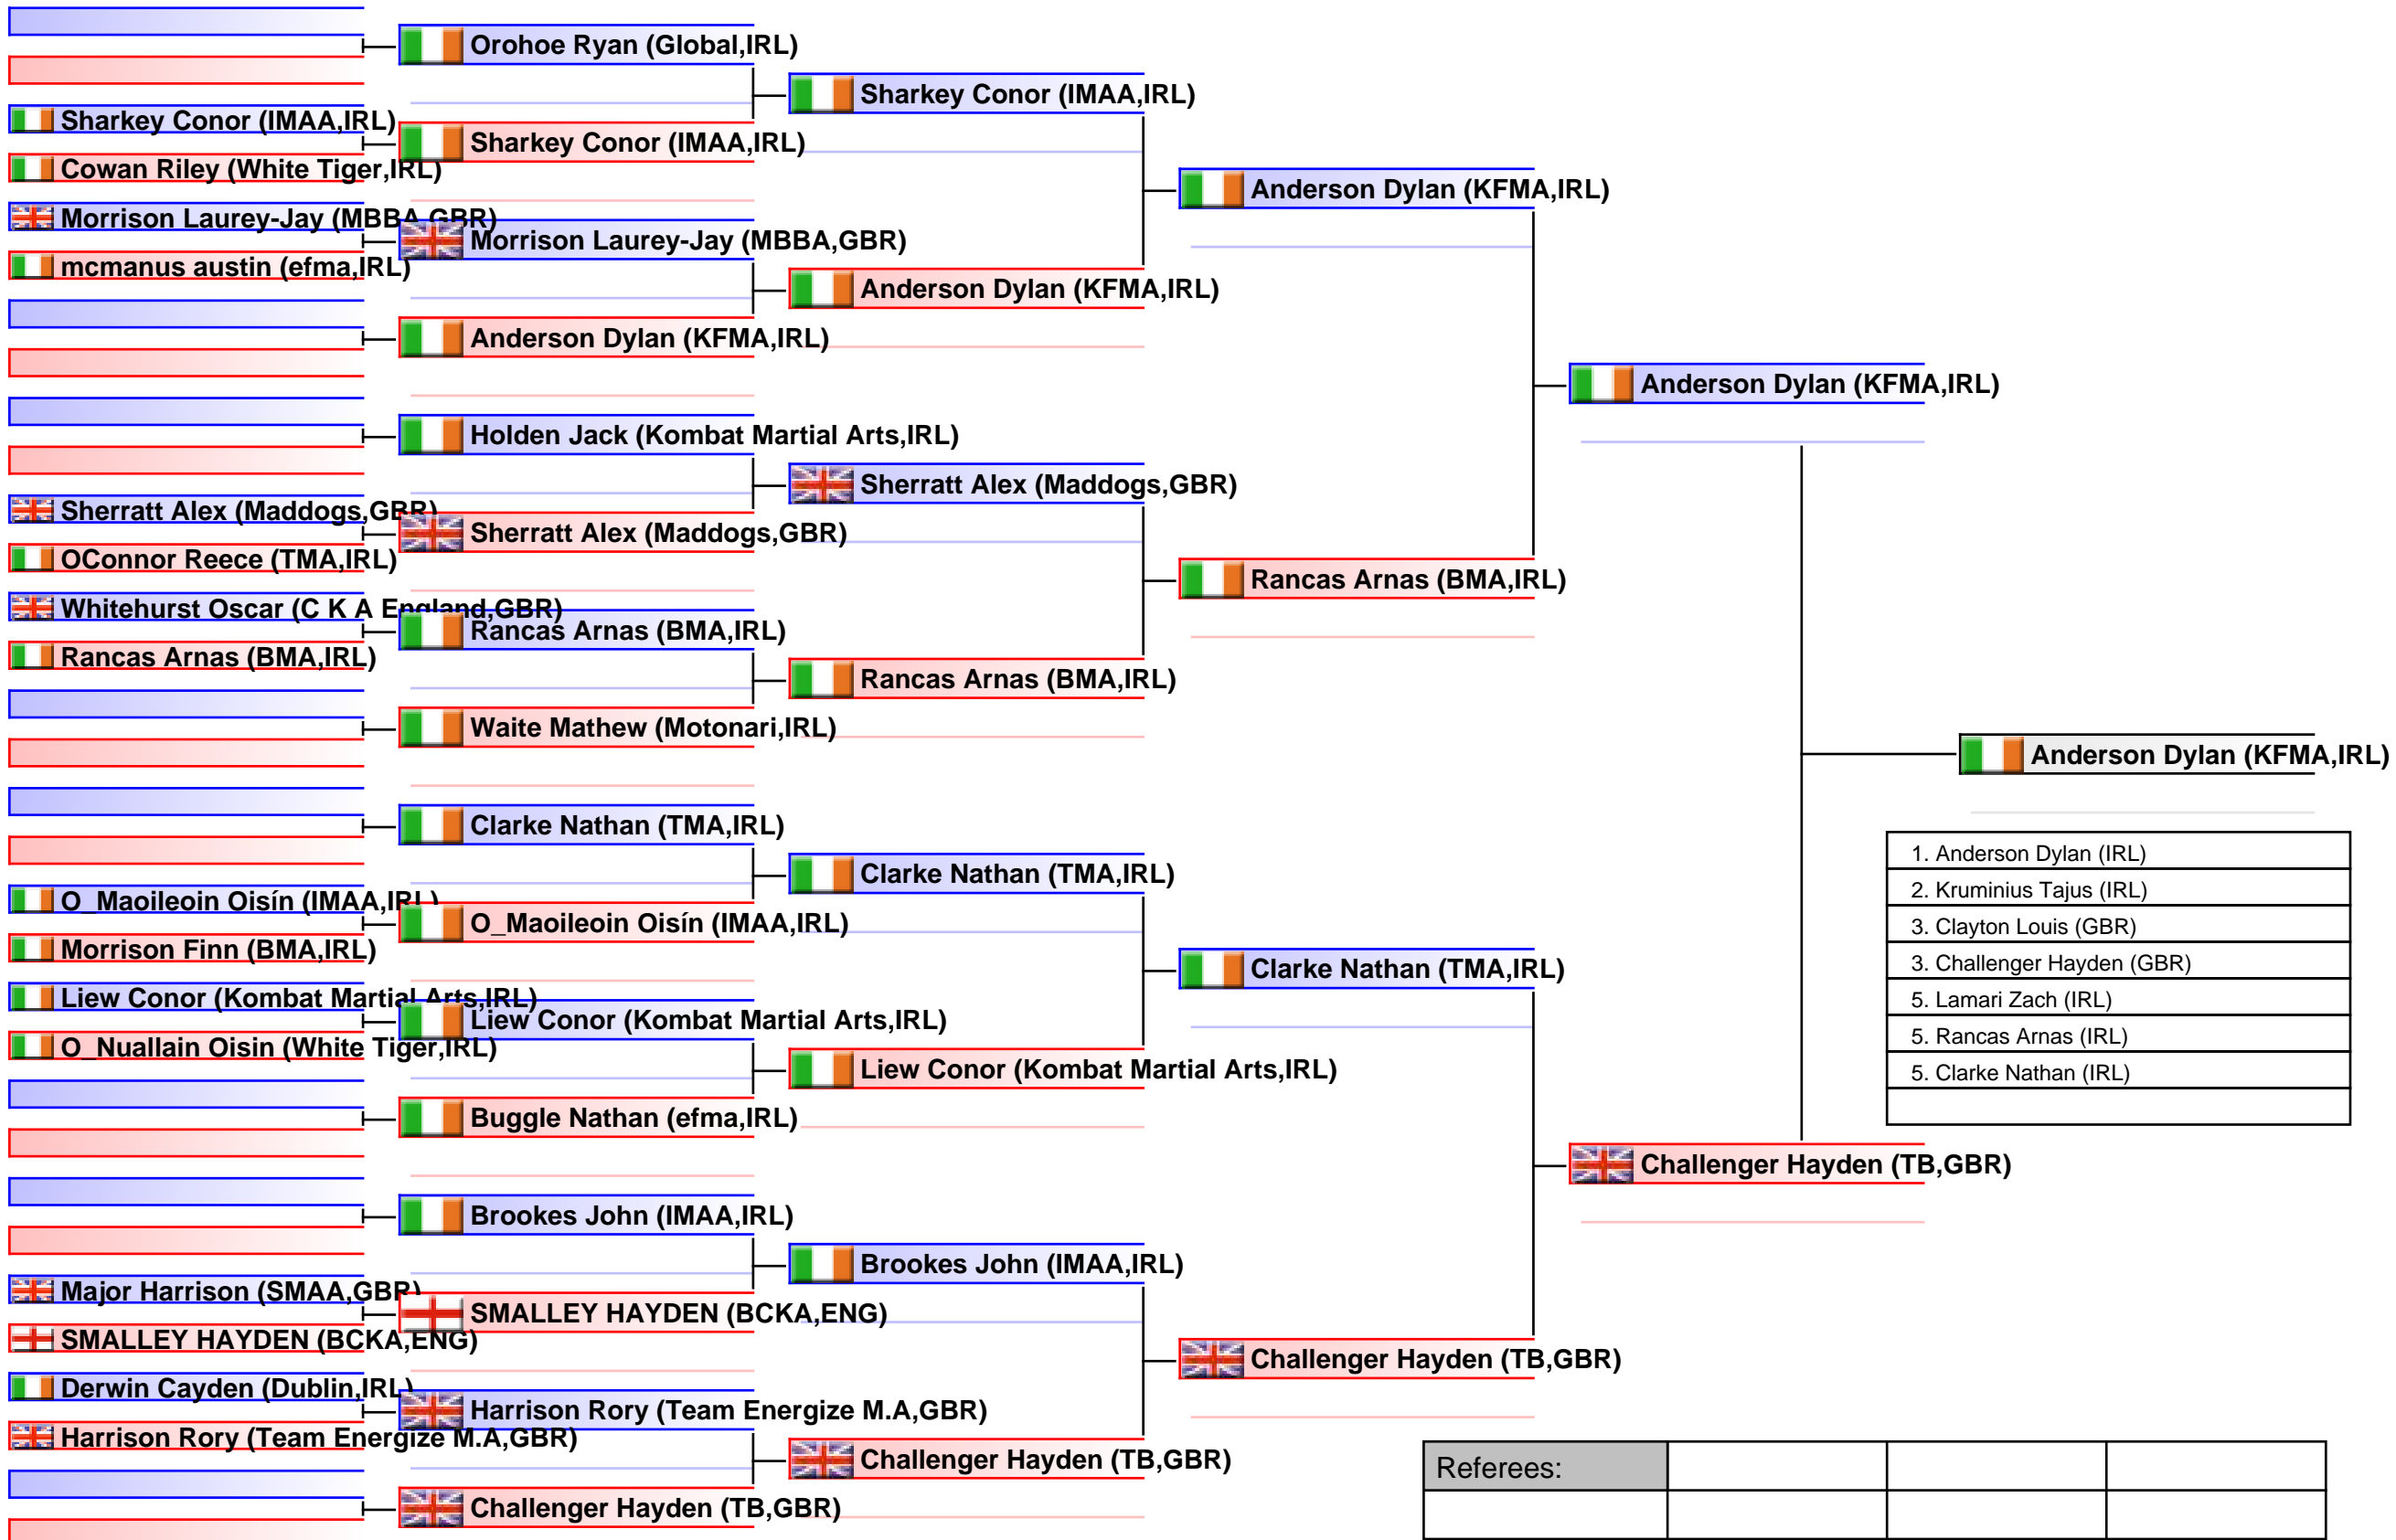 Sharkey Conor (IMAA,IRL)
Cowan Riley (White Tiger,IRL)
Morrison Laurey-Jay (MBBA,GBR)
mcmanus austin (efma,IRL)
Sherratt Alex (Maddogs,GBR)
OConnor Reece (TMA,IRL)
Whitehurst Oscar (C K A England,GBR)
Rancas Arnas (BMA,IRL)
O_Maoileoin Oisín (IMAA,IRL)
Morrison Finn (BMA,IRL)
Liew Conor (Kombat Martial Arts,IRL)
O_Nuallain Oisin (White Tiger,IRL)
Major Harrison (SMAA,GBR)
SMALLEY HAYDEN (BCKA,ENG)
Derwin Cayden (Dublin,IRL)
Harrison Rory (Team Energize M.A,GBR)
Orohoe Ryan (Global,IRL)
Sharkey Conor (IMAA,IRL)
Morrison Laurey-Jay (MBBA,GBR)
Anderson Dylan (KFMA,IRL)
Holden Jack (Kombat Martial Arts,IRL)
Sherratt Alex (Maddogs,GBR)
Rancas Arnas (BMA,IRL)
Waite Mathew (Motonari,IRL)
Clarke Nathan (TMA,IRL)
O_Maoileoin Oisín (IMAA,IRL)
Liew Conor (Kombat Martial Arts,IRL)
Buggle Nathan (efma,IRL)
Brookes John (IMAA,IRL)
SMALLEY HAYDEN (BCKA,ENG)
Harrison Rory (Team Energize M.A,GBR)
Challenger Hayden (TB,GBR)
Sharkey Conor (IMAA,IRL)
Anderson Dylan (KFMA,IRL)
Sherratt Alex (Maddogs,GBR)
Rancas Arnas (BMA,IRL)
Clarke Nathan (TMA,IRL)
Liew Conor (Kombat Martial Arts,IRL)
Brookes John (IMAA,IRL)
Challenger Hayden (TB,GBR)
Anderson Dylan (KFMA,IRL)
Rancas Arnas (BMA,IRL)
Clarke Nathan (TMA,IRL)
Challenger Hayden (TB,GBR)
Anderson Dylan (KFMA,IRL)
Challenger Hayden (TB,GBR)
Anderson Dylan (KFMA,IRL)
1. Anderson Dylan (IRL)
2. Kruminius Tajus (IRL)
3. Clayton Louis (GBR)
3. Challenger Hayden (GBR)
5. Lamari Zach (IRL)
5. Rancas Arnas (IRL)
5. Clarke Nathan (IRL)
Referees: